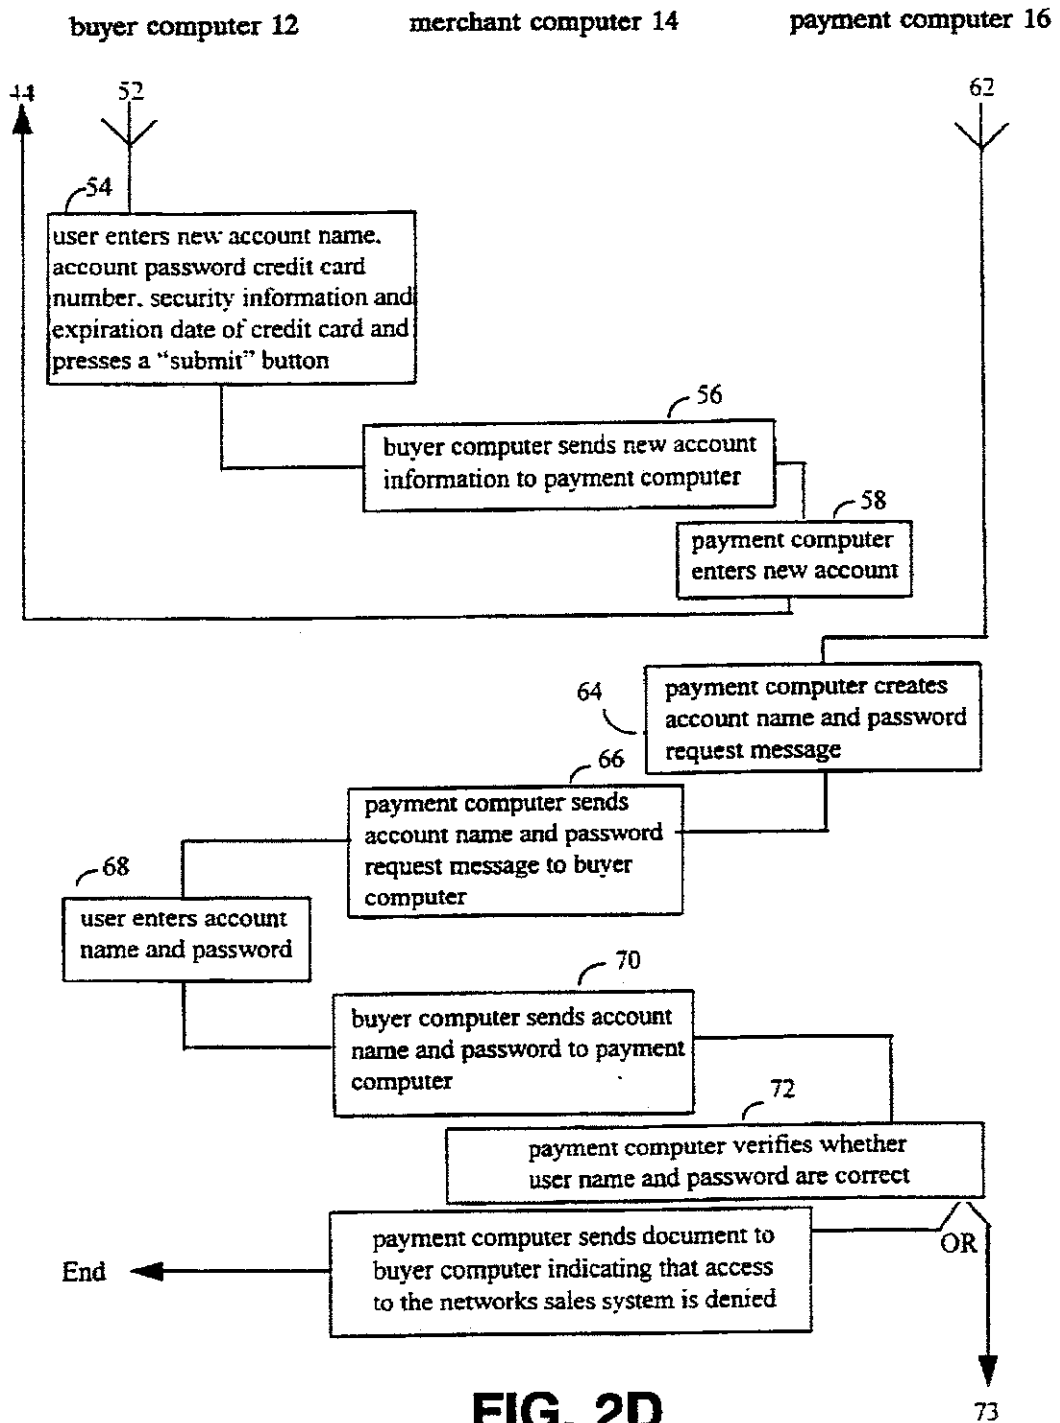 buyer computer 12 merchant computer 14 payment computer 16
44 52 62
54
user enters new account name.
account password credit card
number. security information and
expiration date of credit card and
presses a “submit” button
56
buyer computer sends new account
information to payment computer
58
payment computer
enters new account
64
payment computer creates
account name and password
request message
66
payment computer sends
account name and password
request message to buyer
computer
68
user enters account
name and password
70
buyer computer sends account
name and password to payment
computer
72
payment computer verifies whether
user name and password are correct
OR
payment computer sends document to
buyer computer indicating that access
to the networks sales system is denied
End
73
FIG. 2D